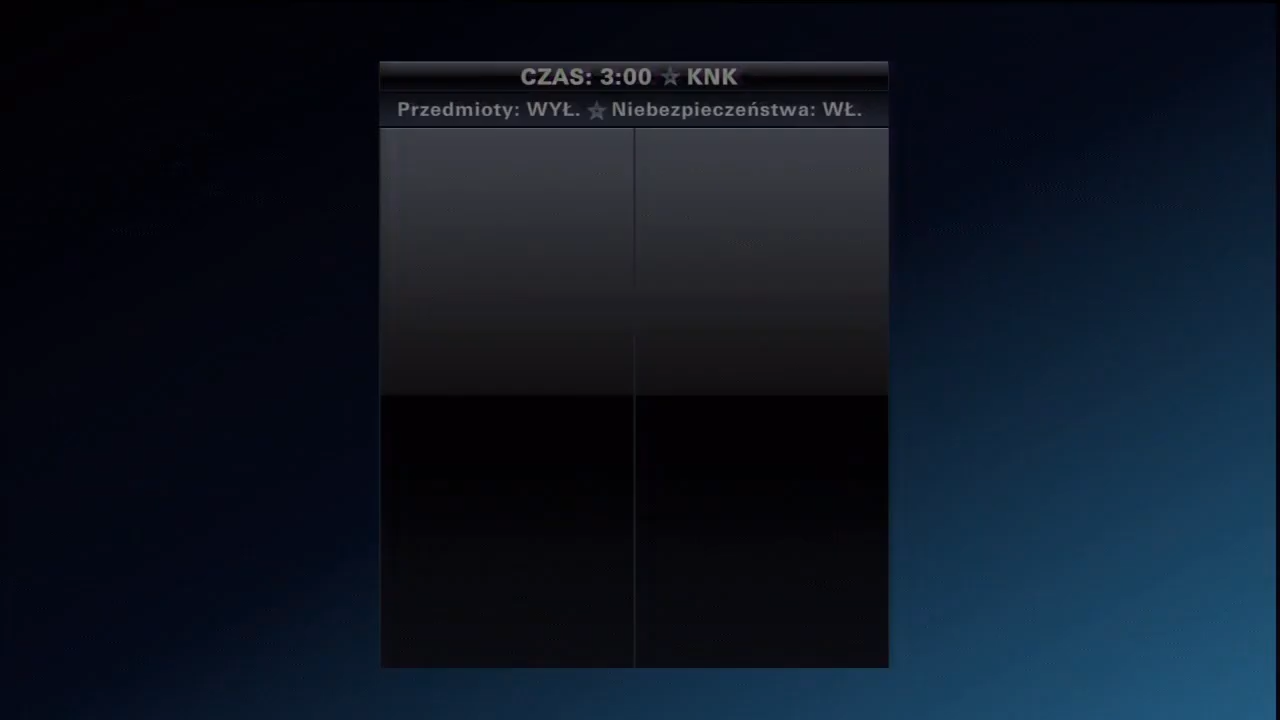 CZAS: 3:00 ★ KNK
Przedmioty: WYŁ. ★ Niebezpieczeństwa: WŁ.